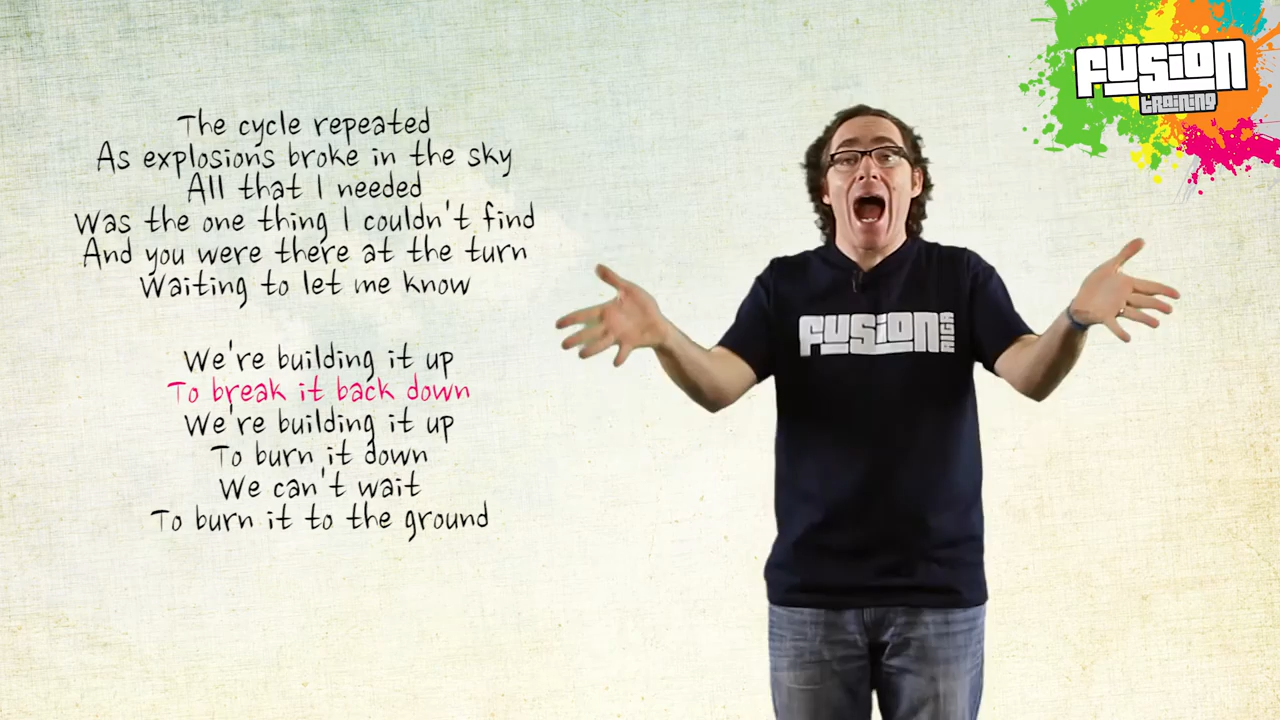 The cycle repeated
As explosions broke in the sky
All that I needed
Was the one thing I couldn't find
And you were there at the turn
Waiting to let me know
We're building it up
To break it back down
We're building it up
To burn it down
We can't wait
To burn it to the ground
fusion
training
fusion
RIGA